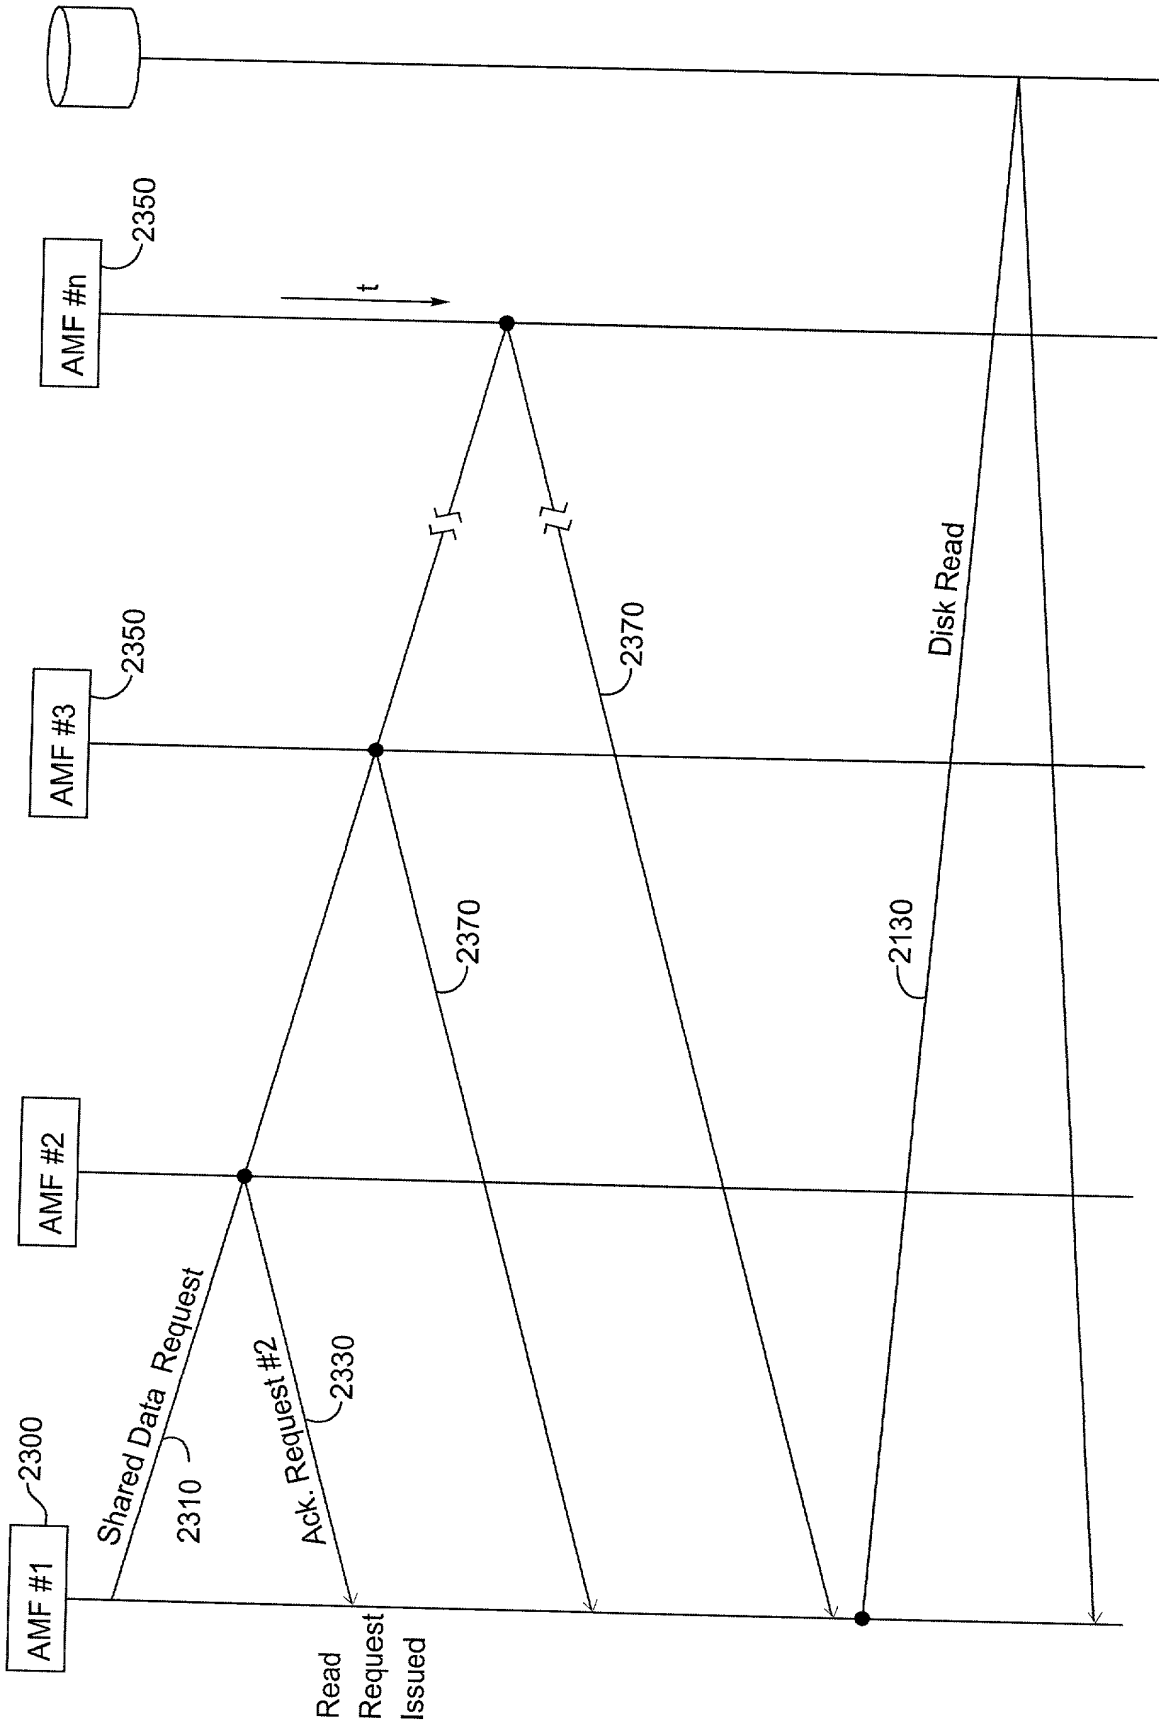 AMF #1
2300
AMF #2
AMF #3
2350
AMF #n
2350
t
Shared Data Request
2310
Ack. Request #2
2330
2370
2370
Read
Request
Issued
2130
Disk Read